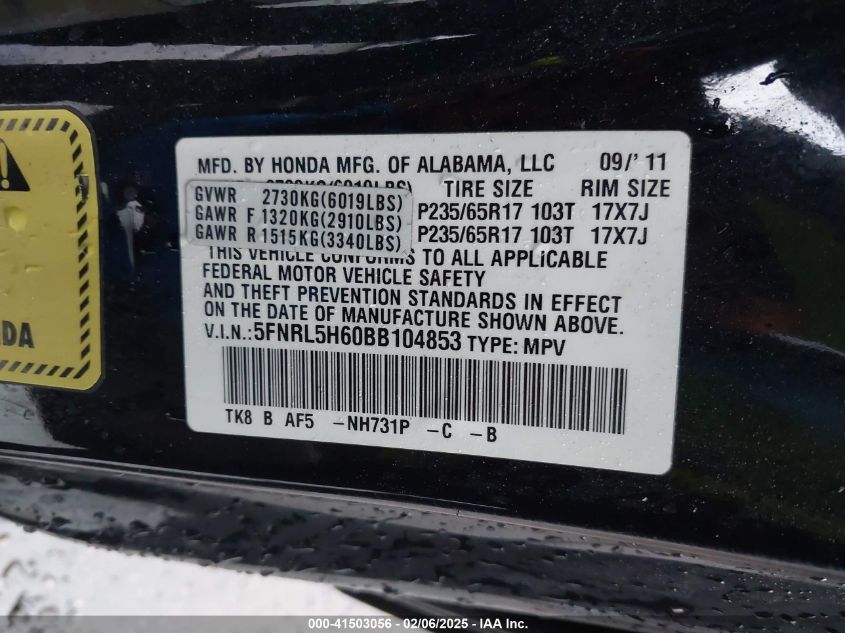 MFD. BY HONDA MFG. OF ALABAMA, LLC 09/'11
2730KG(6019LBS) TIRE SIZE RIM SIZE
GVWR 2730KG(6019LBS)
GAWR F 1320KG(2910LBS) P235/65R17 103T 17X7J
GAWR R 1515KG(3340LBS) P235/65R17 103T 17X7J
THIS VEHICLE CONFORMS TO ALL APPLICABLE
FEDERAL MOTOR VEHICLE SAFETY
AND THEFT PREVENTION STANDARDS IN EFFECT
ON THE DATE OF MANUFACTURE SHOWN ABOVE.
V.I.N.: 5FNRL5H60BB104853 TYPE: MPV
TK8 B AF5 -NH731P -C -B
NDA
000-41503056 - 02/06/2025 - IAA Inc.